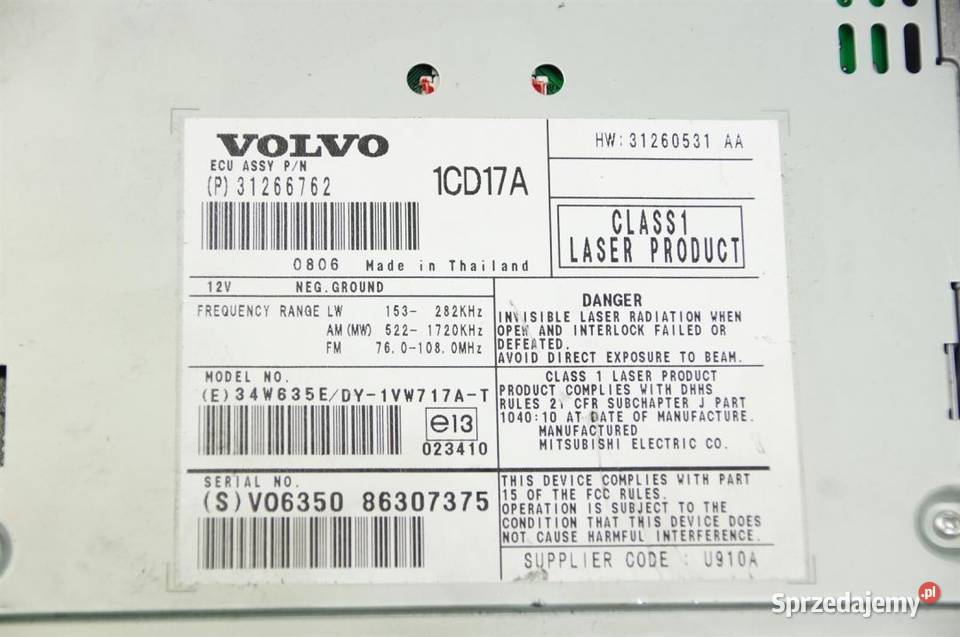 VOLVO
ECU ASSY P/N
(P) 31266762
1CD17A
0806 Made in Thailand
HW: 31260531 AA
CLASS1
LASER PRODUCT
12V NEG. GROUND
FREQUENCY RANGE LW 153- 282KHz
AM (MW) 522- 1720KHz
FM 76.0-108.0MHz
DANGER
INVISIBLE LASER RADIATION WHEN
OPEN AND INTERLOCK FAILED OR
DEFEATED.
AVOID DIRECT EXPOSURE TO BEAM.
MODEL NO.
(E) 34W635E/DY-1VW717A-T
e13
023410
CLASS 1 LASER PRODUCT
PRODUCT COMPLIES WITH DHHS
RULES 21 CFR SUBCHAPTER J PART
1040:10 AT DATE OF MANUFACTURE.
MANUFACTURED
MITSUBISHI ELECTRIC CO.
SERIAL NO.
(S) V06350 86307375
THIS DEVICE COMPLIES WITH PART
15 OF THE FCC RULES.
OPERATION IS SUBJECT TO THE
CONDITION THAT THIS DEVICE DOES
NOT CAUSE HARMFUL INTERFERENCE.
SUPPLIER CODE : U910A
Sprzedajemy.pl